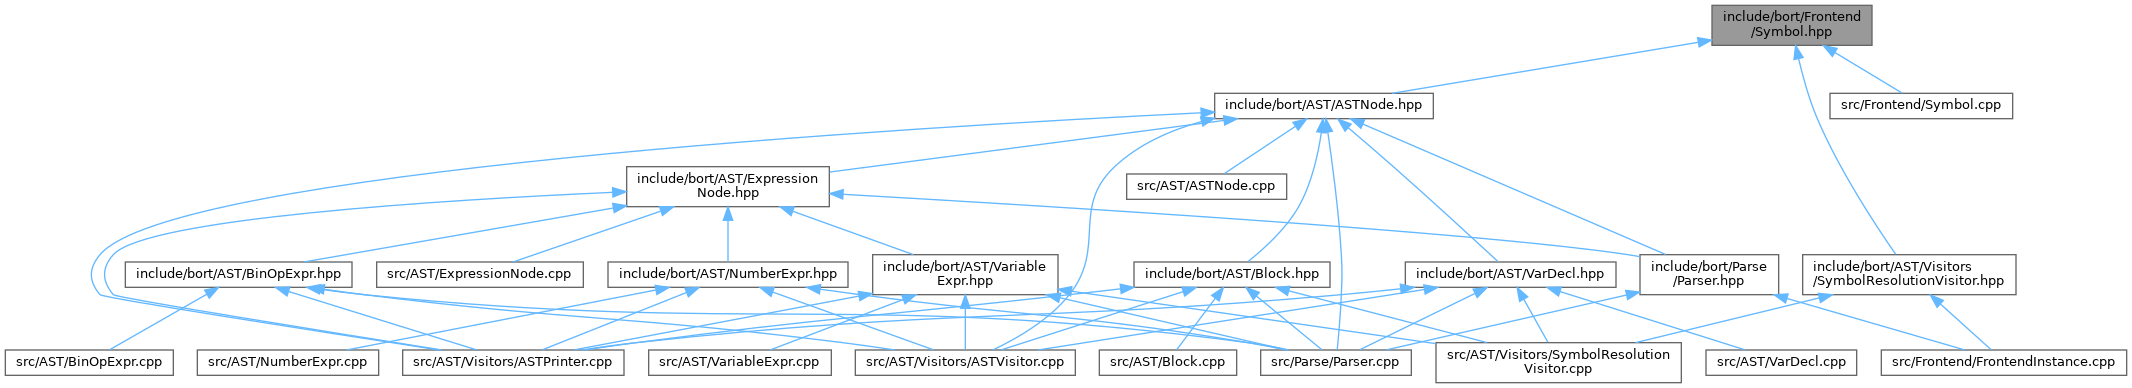 include/bort/Frontend
/Symbol.hpp
include/bort/AST/ASTNode.hpp
src/Frontend/Symbol.cpp
include/bort/AST/Expression
Node.hpp
src/AST/ASTNode.cpp
include/bort/AST/BinOpExpr.hpp
src/AST/ExpressionNode.cpp
include/bort/AST/NumberExpr.hpp
include/bort/AST/Variable
Expr.hpp
include/bort/AST/Block.hpp
include/bort/AST/VarDecl.hpp
include/bort/Parse
/Parser.hpp
include/bort/AST/Visitors
/SymbolResolutionVisitor.hpp
src/AST/BinOpExpr.cpp
src/AST/NumberExpr.cpp
src/AST/Visitors/ASTPrinter.cpp
src/AST/VariableExpr.cpp
src/AST/Visitors/ASTVisitor.cpp
src/AST/Block.cpp
src/Parse/Parser.cpp
src/AST/Visitors/SymbolResolution
Visitor.cpp
src/AST/VarDecl.cpp
src/Frontend/FrontendInstance.cpp